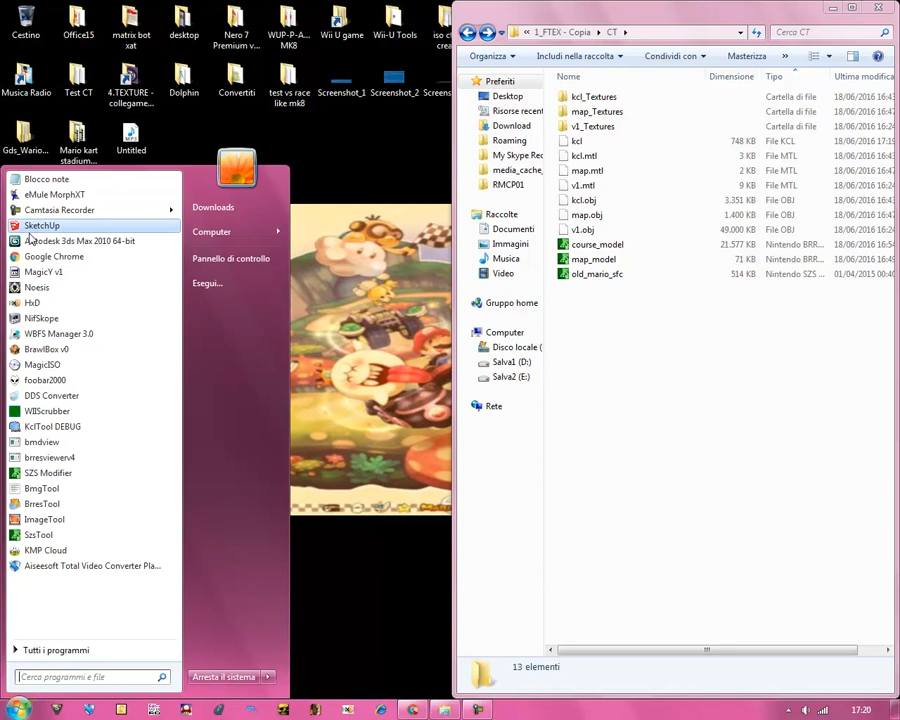 Cestino
Office15
matrix bot xat
desktop
Nero 7 Premium v...
WUP-P-A... MK8
Wii U game
Wii-U Tools
iso c
Musica Radio
Test CT
4.TEXTURE - collegame...
Dolphin
Convertiti
test vs race like mk8
Screenshot_1
Screenshot_2
Screens
Gds_Wario...
Mario kart stadium...
Untitled
Blocco note
eMule MorphXT
Camtasia Recorder
SketchUp
Autodesk 3ds Max 2010 64-bit
Google Chrome
MagicY v1
Noesis
HxD
NifSkope
WBFS Manager 3.0
BrawlBox v0
MagicISO
foobar2000
DDS Converter
WIIScrubber
KclTool DEBUG
bmdview
brresviewerv4
SZS Modifier
BmgTool
BrresTool
ImageTool
SzsTool
KMP Cloud
Aiseesoft Total Video Converter Pla...
Tutti i programmi
Cerca programmi e file
Downloads
Computer
Pannello di controllo
Esegui...
Arresta il sistema
« 1_FTEX - Copia
CT
Cerca CT
Organizza
Includi nella raccolta
Condividi con
Masterizza
»
Preferiti
Desktop
Risorse recent
Download
Roaming
My Skype Rec
media_cache_
RMCP01
Raccolte
Documenti
Immagini
Musica
Video
Gruppo home
Computer
Disco locale (
Salva1 (D:)
Salva2 (E:)
Rete
Nome Dimensione Tipo Ultima modifica
kcl_Textures Cartella di file 18/06/2016 16:43
map_Textures Cartella di file 18/06/2016 16:47
v1_Textures Cartella di file 18/06/2016 16:43
kcl 748 KB File KCL 18/06/2016 17:19
kcl.mtl 3 KB File MTL 18/06/2016 16:43
map.mtl 2 KB File MTL 18/06/2016 16:47
v1.mtl 9 KB File MTL 18/06/2016 16:43
kcl.obj 3.351 KB File OBJ 18/06/2016 16:43
map.obj 1.400 KB File OBJ 18/06/2016 16:47
v1.obj 49.000 KB File OBJ 18/06/2016 16:43
course_model 21.577 KB Nintendo BRR... 18/06/2016 16:54
map_model 71 KB Nintendo BRR... 18/06/2016 16:49
old_mario_sfc 514 KB Nintendo SZS ... 01/04/2015 00:40
13 elementi
17:20